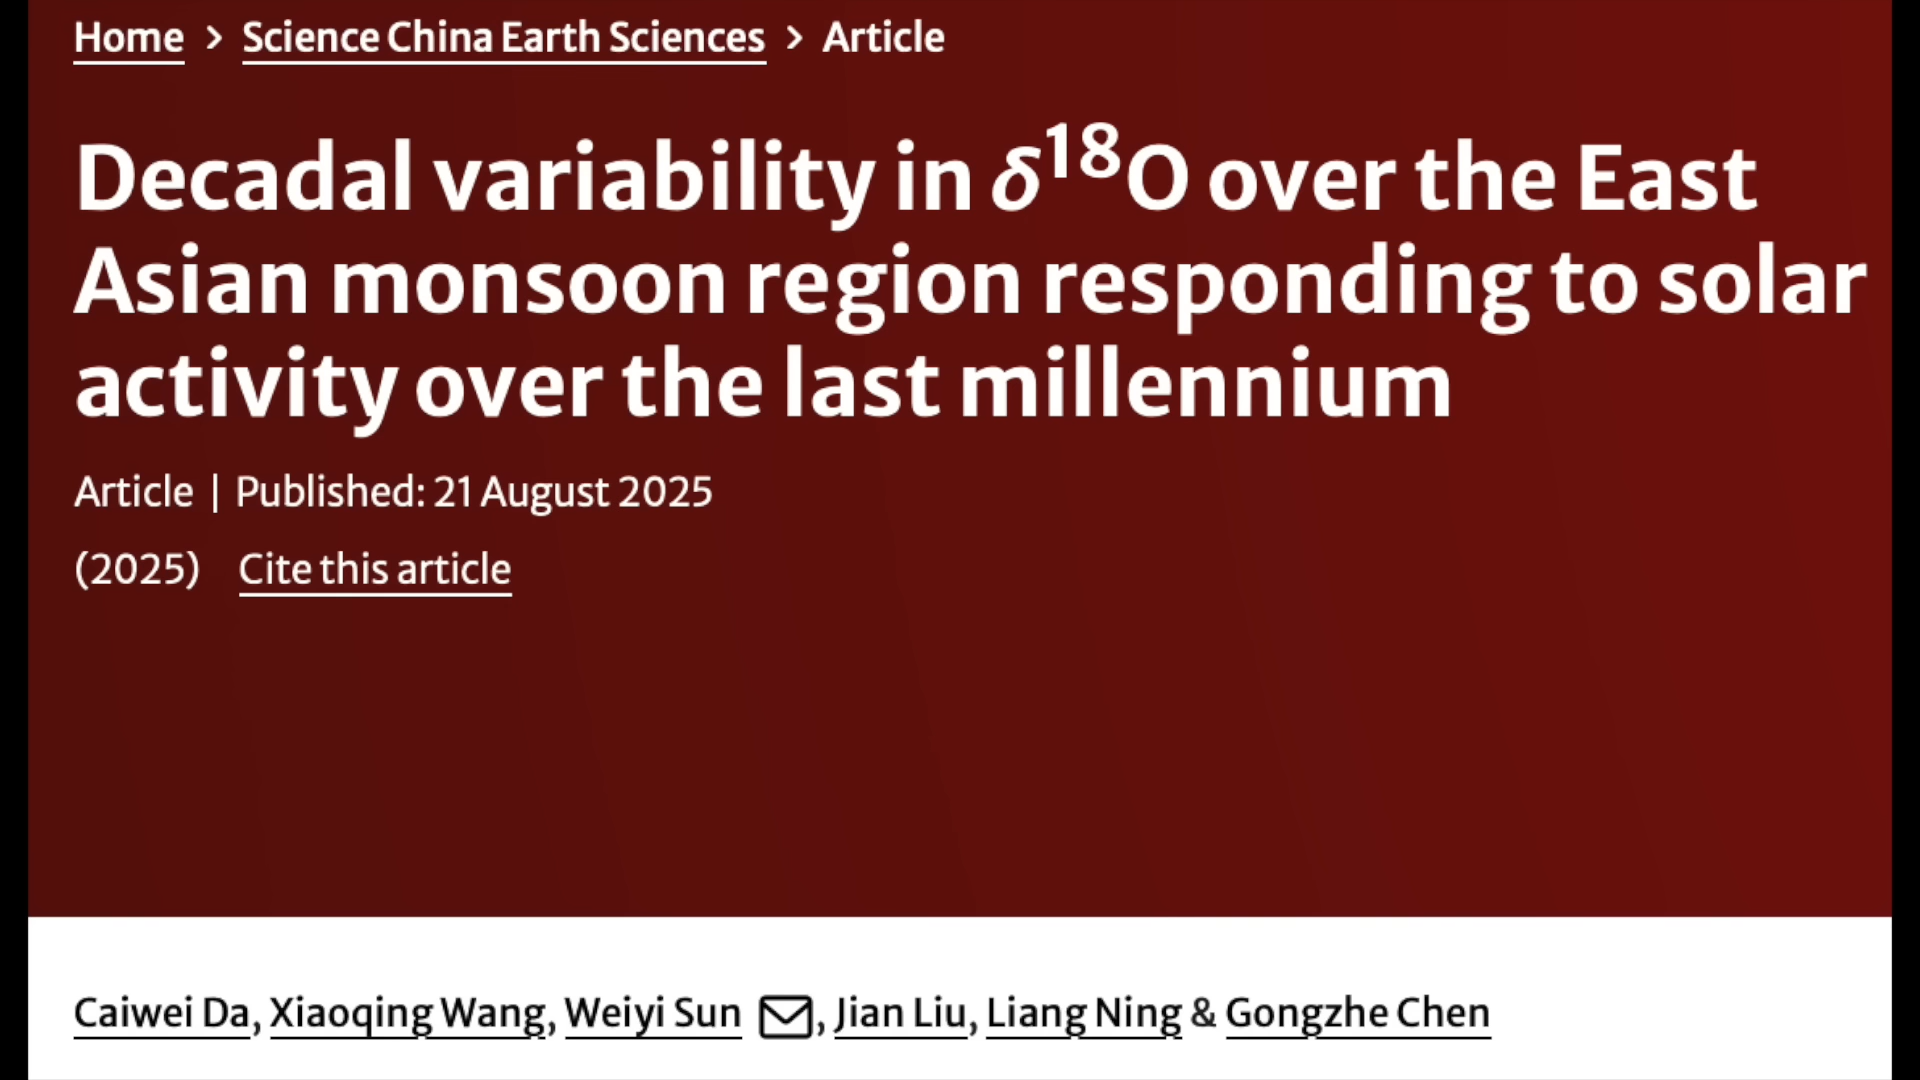 Home > Science China Earth Sciences > Article
Decadal variability in δ¹⁸O over the East
Asian monsoon region responding to solar
activity over the last millennium
Article | Published: 21 August 2025
(2025) Cite this article
Caiwei Da, Xiaoqing Wang, Weiyi Sun , Jian Liu, Liang Ning & Gongzhe Chen